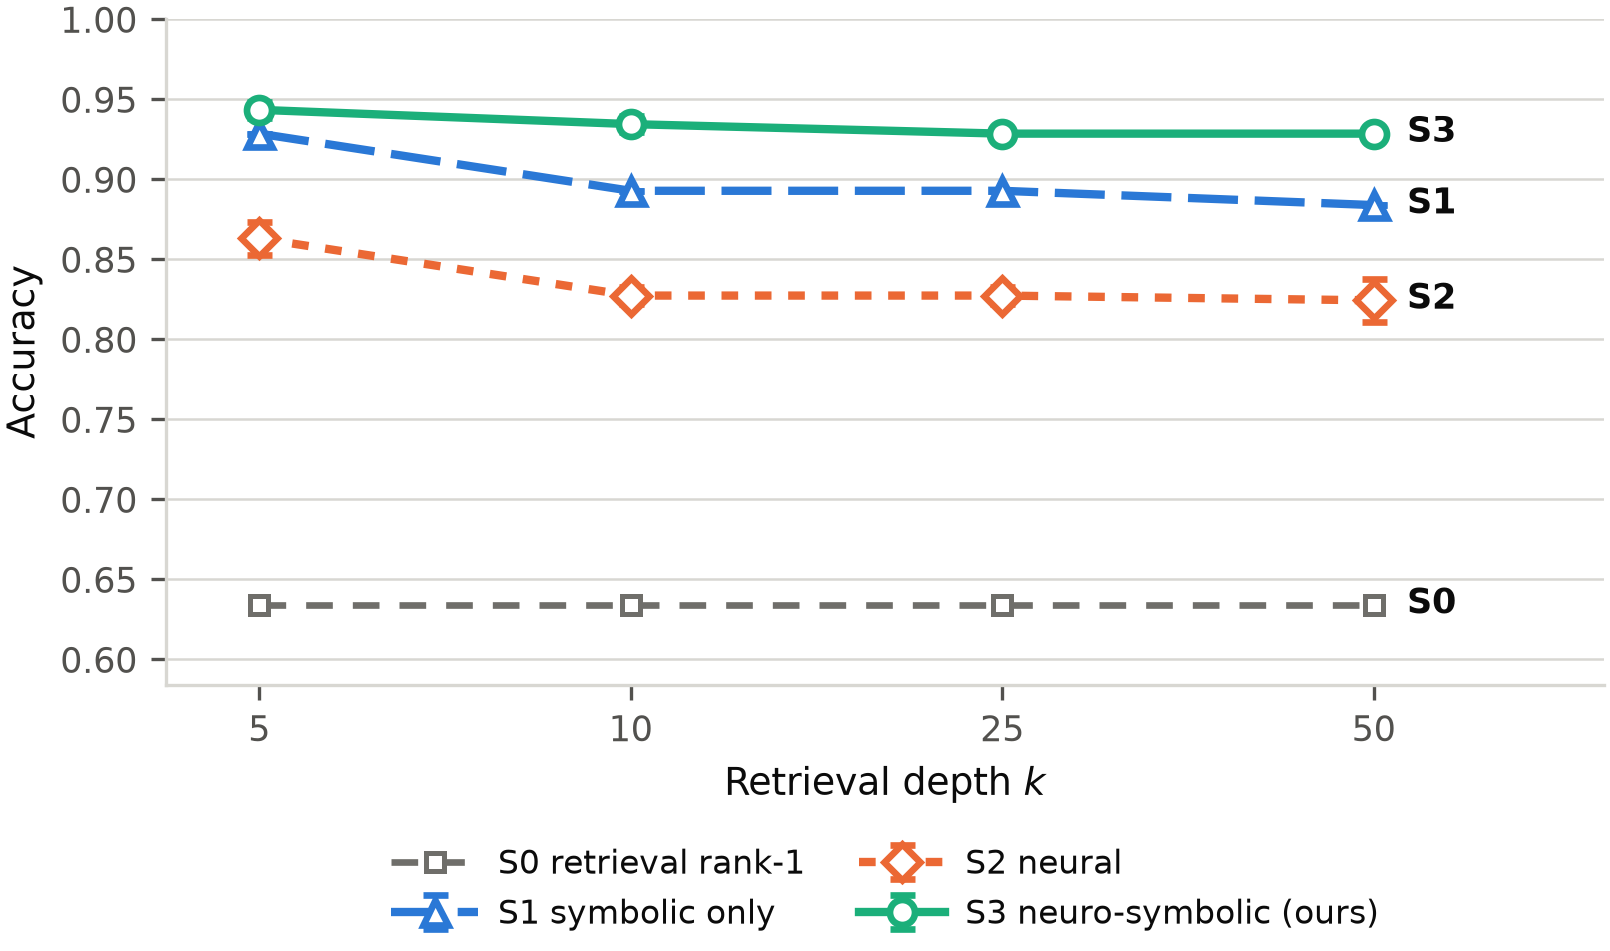 1.00
0.95
0.90
0.85
0.80
0.75
0.70
0.65
0.60
Accuracy
S3
S1
S2
S0
5 10 25 50
Retrieval depth k
S0 retrieval rank-1
S1 symbolic only
S2 neural
S3 neuro-symbolic (ours)